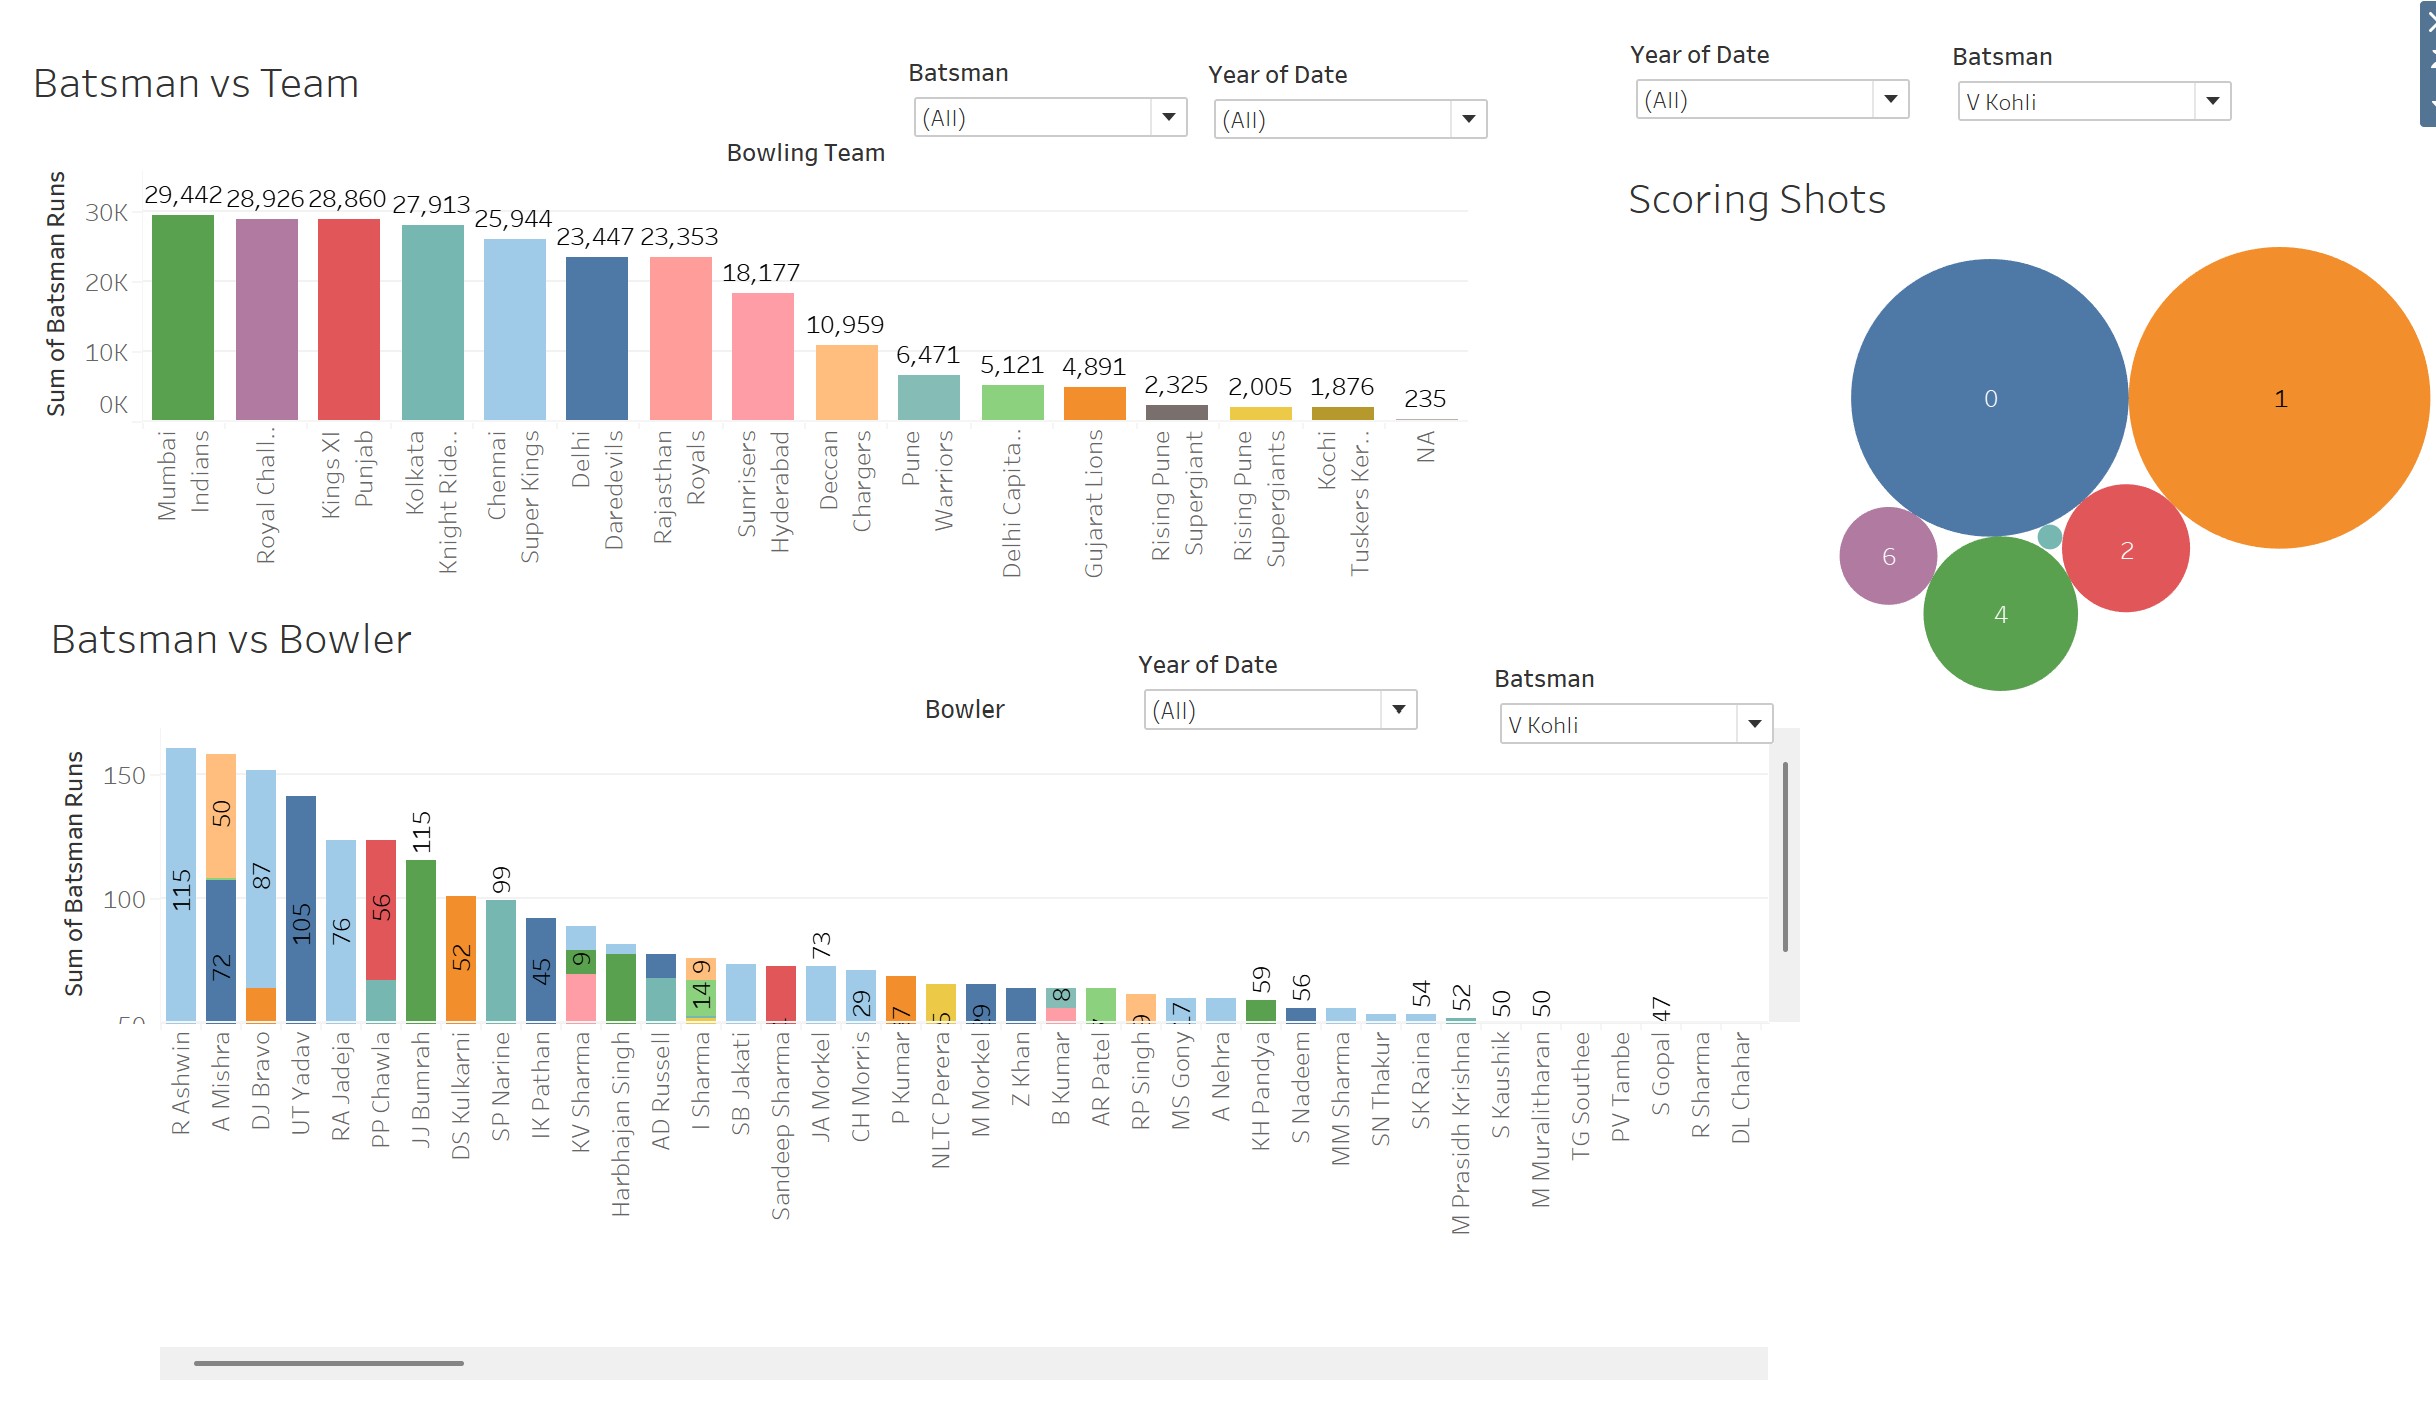 Batsman vs Team
Batsman
(All)
Year of Date
(All)
Year of Date
(All)
Batsman
V Kohli
Bowling Team
Sum of Batsman Runs
30K
20K
10K
0K
29,442
28,926
28,860
27,913
25,944
23,447
23,353
18,177
10,959
6,471
5,121
4,891
2,325
2,005
1,876
235
Mumbai
Indians
Royal Chall..
Kings XI
Punjab
Kolkata
Knight Ride..
Chennai
Super Kings
Delhi
Daredevils
Rajasthan
Royals
Sunrisers
Hyderabad
Deccan
Chargers
Pune
Warriors
Delhi Capita..
Gujarat Lions
Rising Pune
Supergiant
Rising Pune
Supergiants
Kochi
Tuskers Ker..
NA
Scoring Shots
0
1
6
4
2
Batsman vs Bowler
Bowler
Year of Date
(All)
Batsman
V Kohli
Sum of Batsman Runs
150
100
50
115
50
72
87
105
76
56
115
52
99
45
9
9
14
73
29
8
59
56
54
52
50
50
47
R Ashwin
A Mishra
DJ Bravo
UT Yadav
RA Jadeja
PP Chawla
JJ Bumrah
DS Kulkarni
SP Narine
IK Pathan
KV Sharma
Harbhajan Singh
AD Russell
I Sharma
SB Jakati
Sandeep Sharma
JA Morkel
CH Morris
P Kumar
NLTC Perera
M Morkel
Z Khan
B Kumar
AR Patel
RP Singh
MS Gony
A Nehra
KH Pandya
S Nadeem
MM Sharma
SN Thakur
SK Raina
M Prasidh Krishna
S Kaushik
M Muralitharan
TG Southee
PV Tambe
S Gopal
R Sharma
DL Chahar